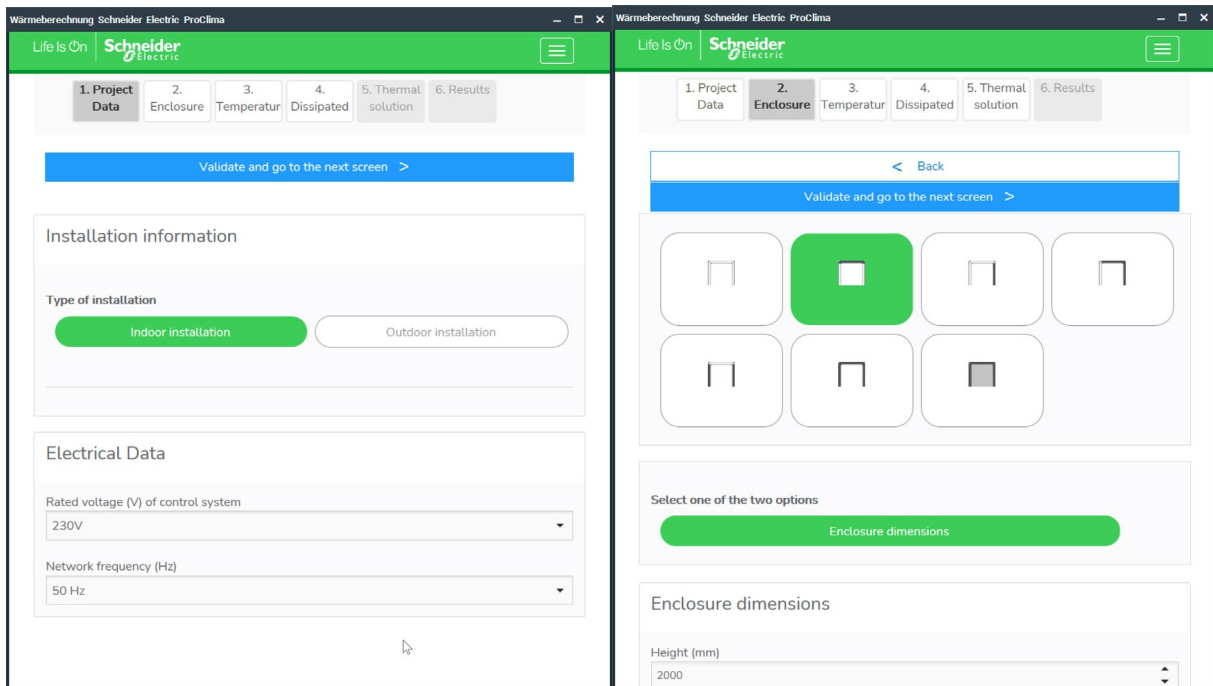 Wärmeberechnung Schneider Electric ProClima
Life Is On Schneider Electric
1. Project Data
2. Enclosure
3. Temperatur
4. Dissipated
5. Thermal solution
6. Results
Validate and go to the next screen >
Installation information
Type of installation
Indoor installation
Outdoor installation
Electrical Data
Rated voltage (V) of control system
230V
Network frequency (Hz)
50 Hz
Wärmeberechnung Schneider Electric ProClima
Life Is On Schneider Electric
1. Project Data
2. Enclosure
3. Temperatur
4. Dissipated
5. Thermal solution
6. Results
< Back
Validate and go to the next screen >
Select one of the two options
Enclosure dimensions
Enclosure dimensions
Height (mm)
2000